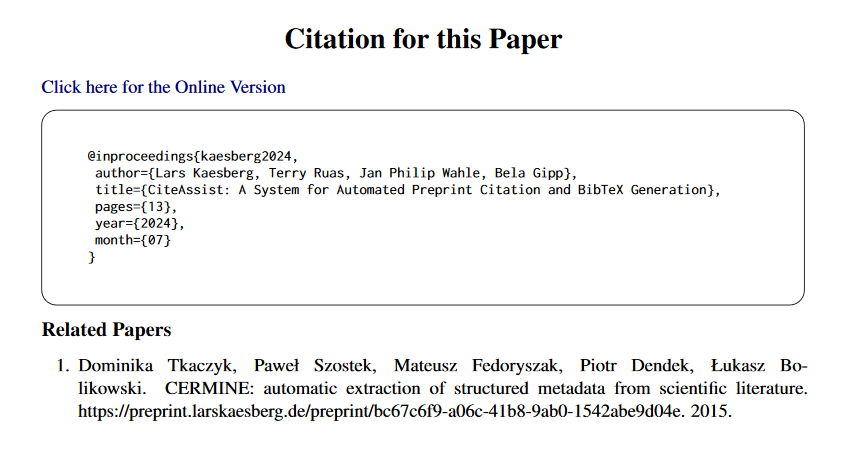 Citation for this Paper
Click here for the Online Version
@inproceedings{kaesberg2024,
author={Lars Kaesberg, Terry Ruas, Jan Philip Wahle, Bela Gipp},
title={CiteAssist: A System for Automated Preprint Citation and BibTeX Generation},
pages={13},
year={2024},
month={07}
}
Related Papers
1. Dominika Tkaczyk, Paweł Szostek, Mateusz Fedoryszak, Piotr Dendek, Łukasz Bo-
likowski. CERMINE: automatic extraction of structured metadata from scientific literature.
https://preprint.larskaesberg.de/preprint/bc67c6f9-a06c-41b8-9ab0-1542abe9d04e. 2015.